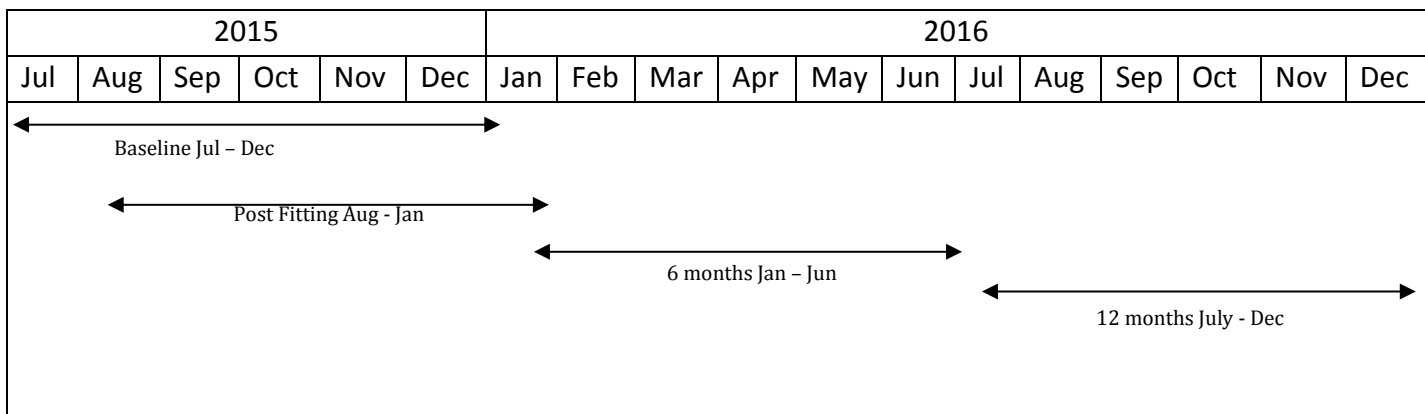 2015 2016
Jul Aug Sep Oct Nov Dec Jan Feb Mar Apr May Jun Jul Aug Sep Oct Nov Dec
Baseline Jul – Dec
Post Fitting Aug - Jan
6 months Jan – Jun
12 months July - Dec